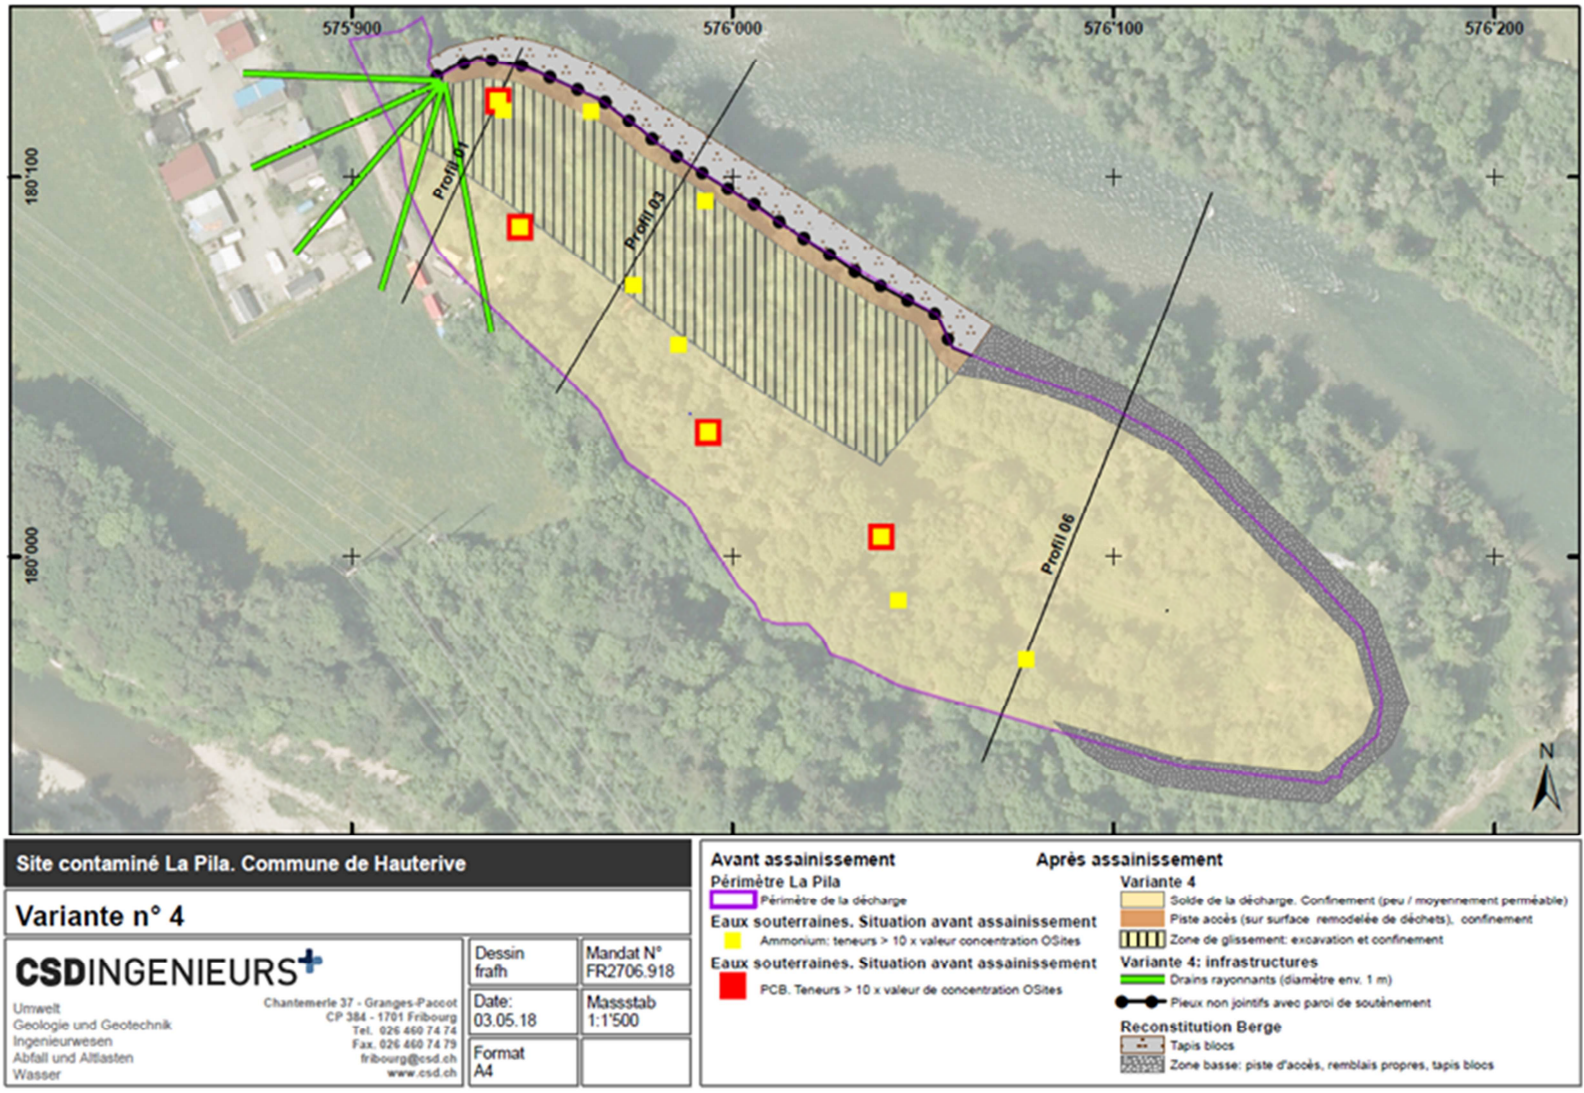 575'900
576'000
576'100
576'200
180'100
180'000
Profil 01
Profil 03
Profil 06
N
Site contaminé La Pila. Commune de Hauterive
Variante n° 4
CSDINGENIEURS
Umwelt
Geologie und Geotechnik
Ingenieurwesen
Abfall und Altlasten
Wasser
Chantemerle 37 - Granges-Paccot
CP 384 - 1701 Fribourg
Tel. 026 460 74 74
Fax. 026 460 74 79
fribourg@csd.ch
www.csd.ch
Dessin
frafh
Mandat N°
FR2706.918
Date:
03.05.18
Massstab
1:1'500
Format
A4
Avant assainissement
Périmètre La Pila
Périmètre de la décharge
Eaux souterraines. Situation avant assainissement
Ammonium: teneurs > 10 x valeur concentration OSites
Eaux souterraines. Situation avant assainissement
PCB. Teneurs > 10 x valeur de concentration OSites
Après assainissement
Variante 4
Solde de la décharge. Confinement (peu / moyennement perméable)
Piste accès (sur surface remodelée de déchets), confinement
Zone de glissement: excavation et confinement
Variante 4: infrastructures
Drains rayonnants (diamètre env. 1 m)
Pieux non jointifs avec paroi de soutènement
Reconstitution Berge
Tapis blocs
Zone basse: piste d'accès, remblais propres, tapis blocs